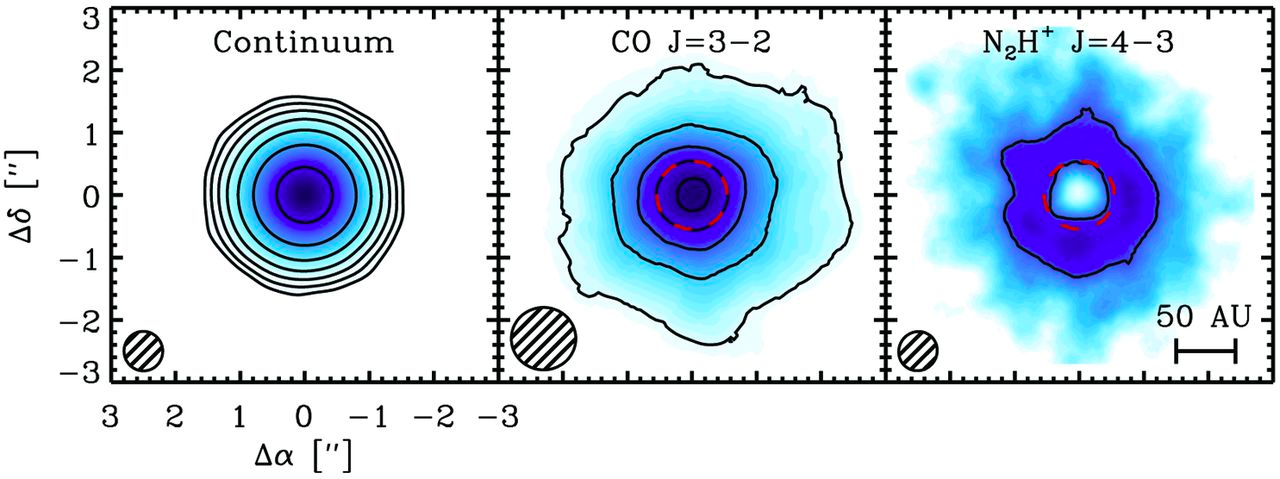 Continuum
CO J=3−2
N₂H⁺ J=4−3
3
2
1
0
−1
−2
−3
Δδ [″]
50 AU
3 2 1 0 −1 −2 −3
Δα [″]